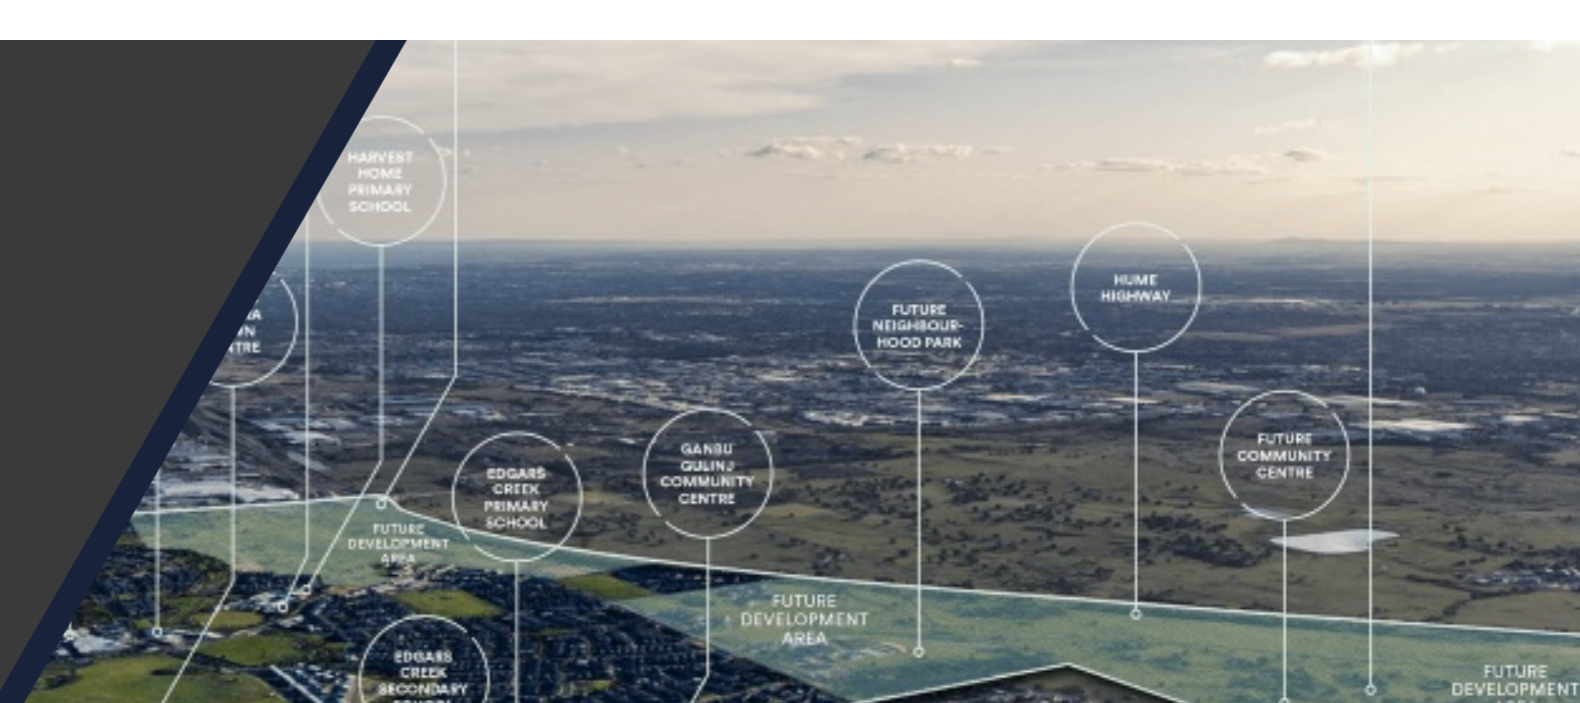 HARVEST
HOME
PRIMARY
SCHOOL
HUME
HIGHWAY
FUTURE
NEIGHBOUR-
HOOD PARK
GANBU
GULINJ
COMMUNITY
CENTRE
FUTURE
COMMUNITY
CENTRE
EDGARS
CREEK
PRIMARY
SCHOOL
FUTURE
DEVELOPMENT
AREA
FUTURE
DEVELOPMENT
AREA
EDGARS
CREEK
SECONDARY
FUTURE
DEVELOPMENT